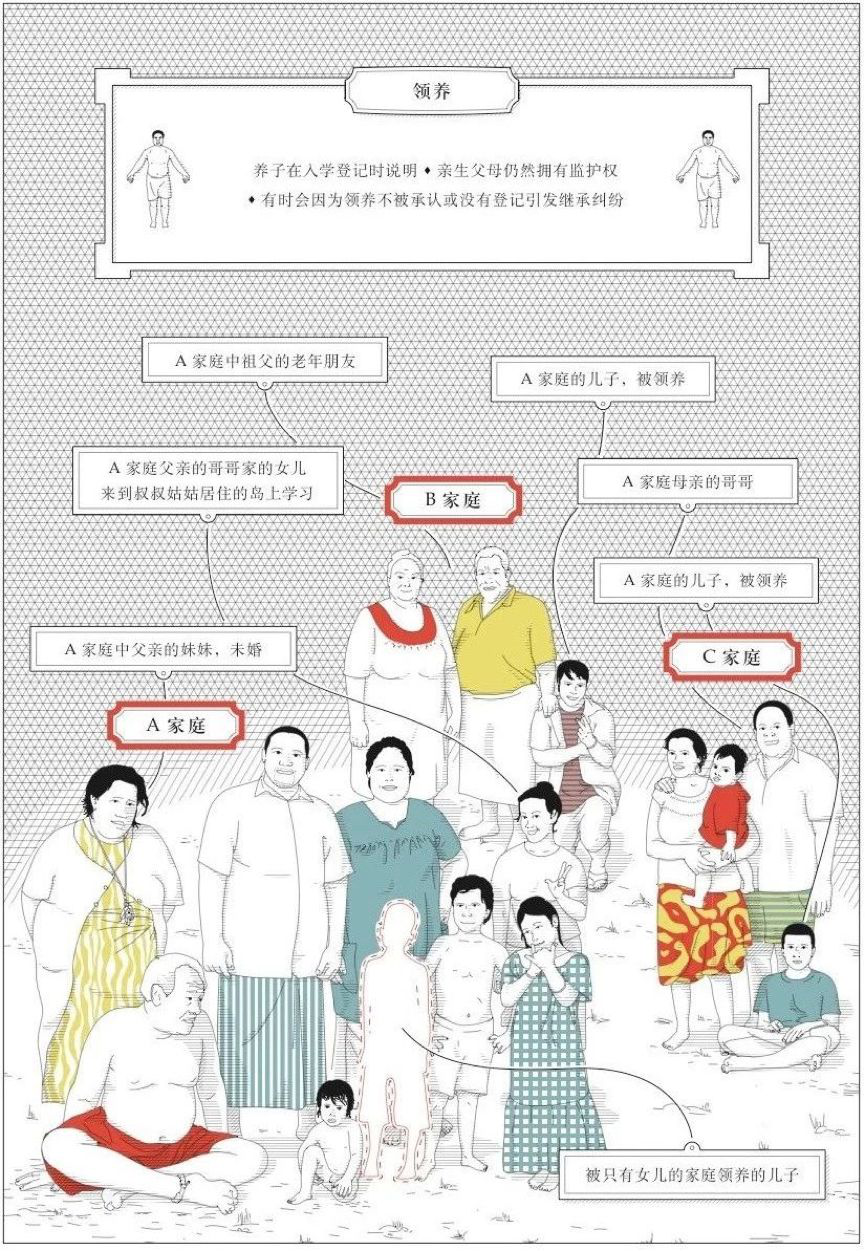 领养
养子在入学登记时说明 ♦ 亲生父母仍然拥有监护权
♦ 有时会因为领养不被承认或没有登记引发继承纠纷
A 家庭中祖父的老年朋友
A 家庭的儿子，被领养
A 家庭父亲的哥哥家的女儿
来到叔叔姑姑居住的岛上学习
A 家庭母亲的哥哥
B 家庭
A 家庭的儿子，被领养
A 家庭中父亲的妹妹，未婚
C 家庭
A 家庭
被只有女儿的家庭领养的儿子